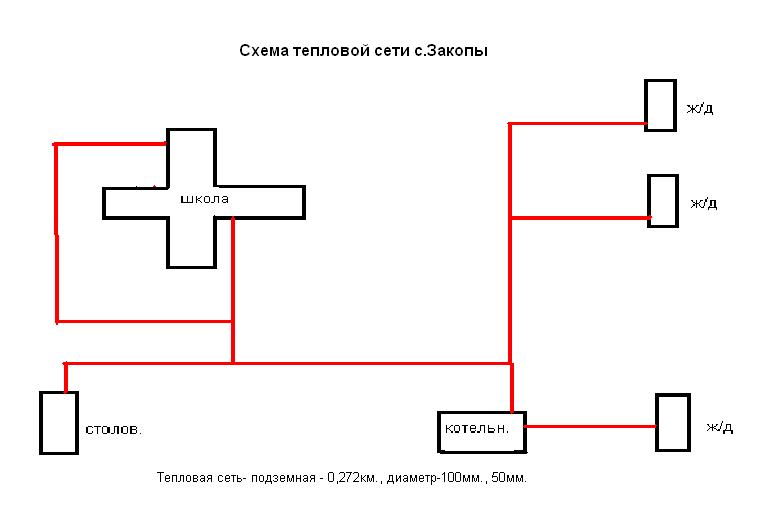 Схема тепловой сети с.Закопы
ж/д
школа
ж/д
столов.
котельн.
ж/д
Тепловая сеть- подземная - 0,272км. , диаметр-100мм. , 50мм.